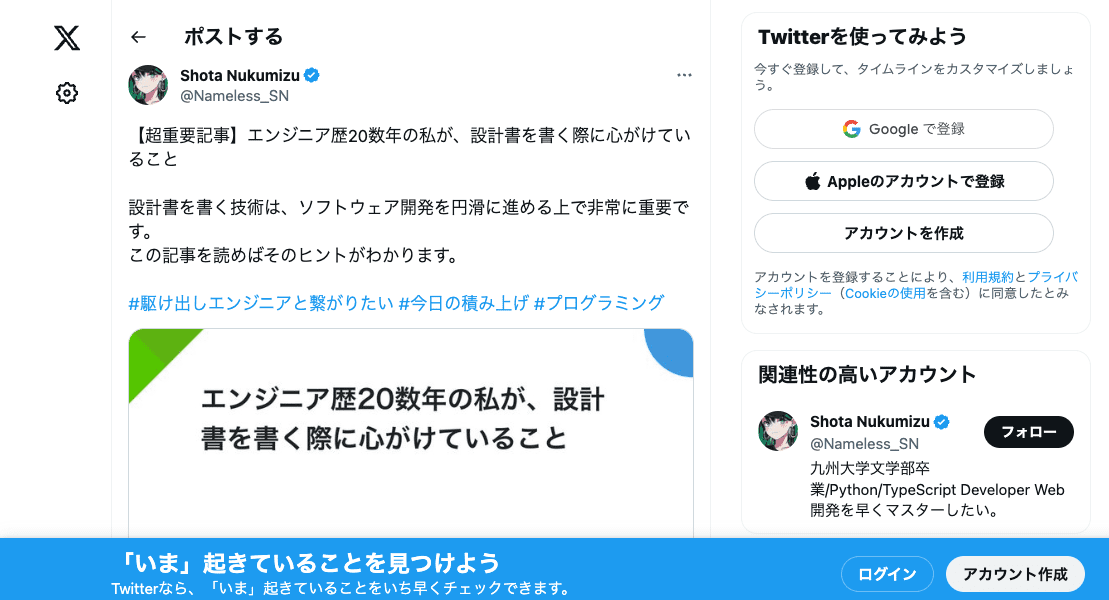 ポストする
Shota Nukumizu
@Nameless_SN
【超重要記事】エンジニア歴20数年の私が、設計書を書く際に心がけてい
ること
設計書を書く技術は、ソフトウェア開発を円滑に進める上で非常に重要で
す。
この記事を読めばそのヒントがわかります。
#駆け出しエンジニアと繋がりたい #今日の積み上げ #プログラミング
エンジニア歴20数年の私が、設計
書を書く際に心がけていること
Twitterを使ってみよう
今すぐ登録して、タイムラインをカスタマイズしましょ
う。
Google で登録
Appleのアカウントで登録
アカウントを作成
アカウントを登録することにより、利用規約とプライバ
シーポリシー（Cookieの使用を含む）に同意したとみ
なされます。
関連性の高いアカウント
Shota Nukumizu
@Nameless_SN
フォロー
九州大学文学部卒
業/Python/TypeScript Developer Web
開発を早くマスターしたい。
「いま」起きていることを見つけよう
Twitterなら、「いま」起きていることをいち早くチェックできます。
ログイン
アカウント作成